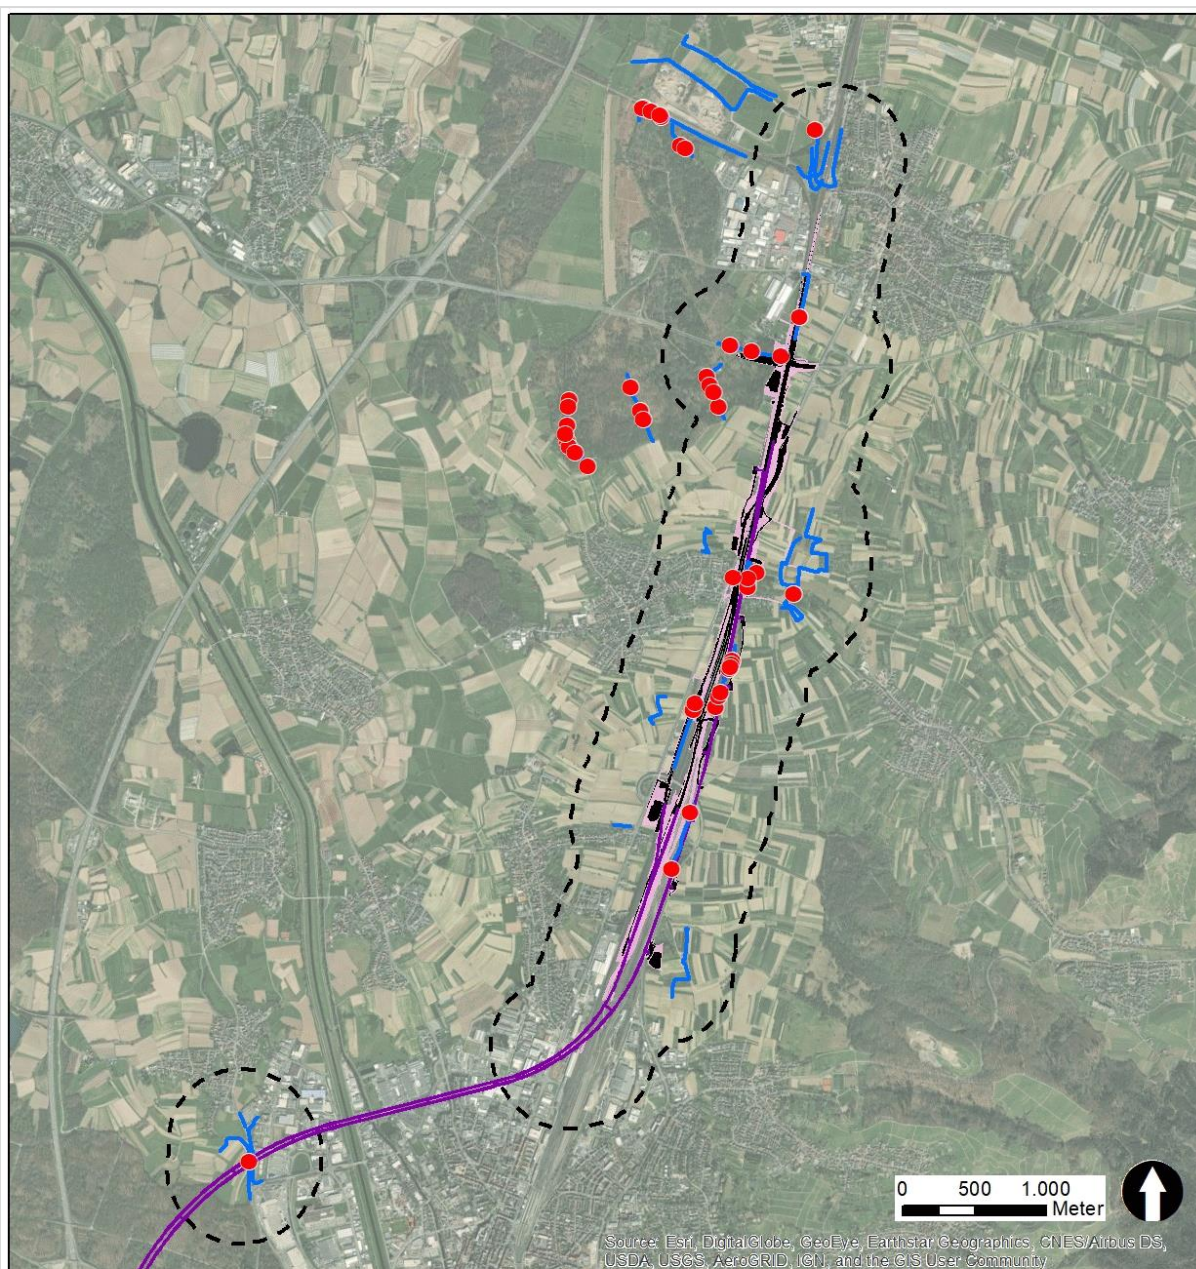 0 500 1.000
Meter
Source: Esri, DigitalGlobe, GeoEye, Earthstar Geographics, CNES/Airbus DS,
USDA, USGS, AeroGRID, IGN, and the GIS User Community